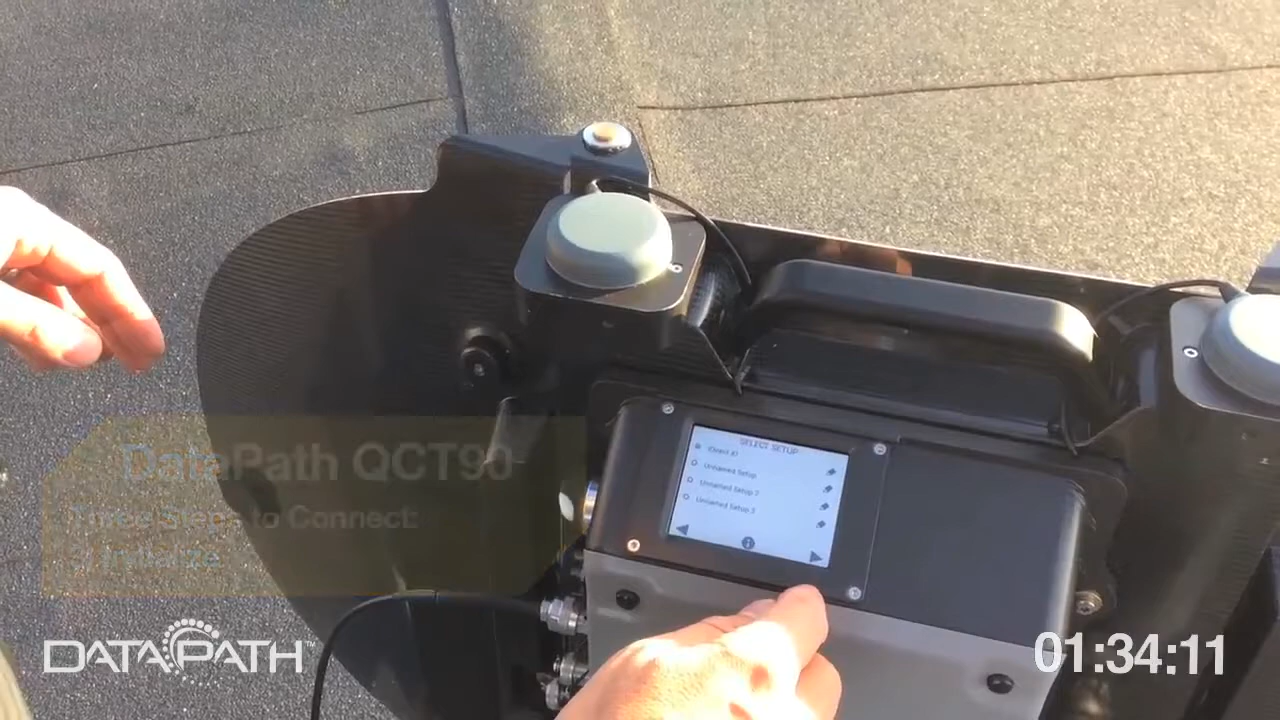 SELECT SETUP
Unnamed Setup
Unnamed Setup 2
Unnamed Setup 3
DataPath QCT90
Three Steps to Connect:
3) Initialize
DATAPATH™
01:34:11